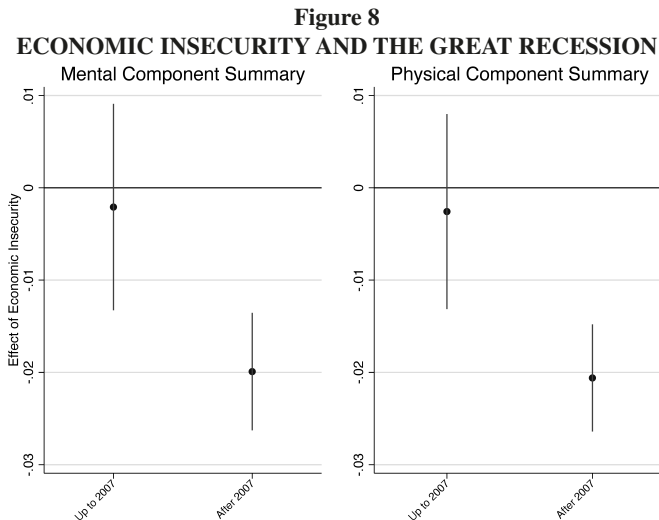 Figure 8
ECONOMIC INSECURITY AND THE GREAT RECESSION
Mental Component Summary
Physical Component Summary
Effect of Economic Insecurity
.01
0
-.01
-.02
-.03
Up to 2007
After 2007
.01
0
-.01
-.02
-.03
Up to 2007
After 2007